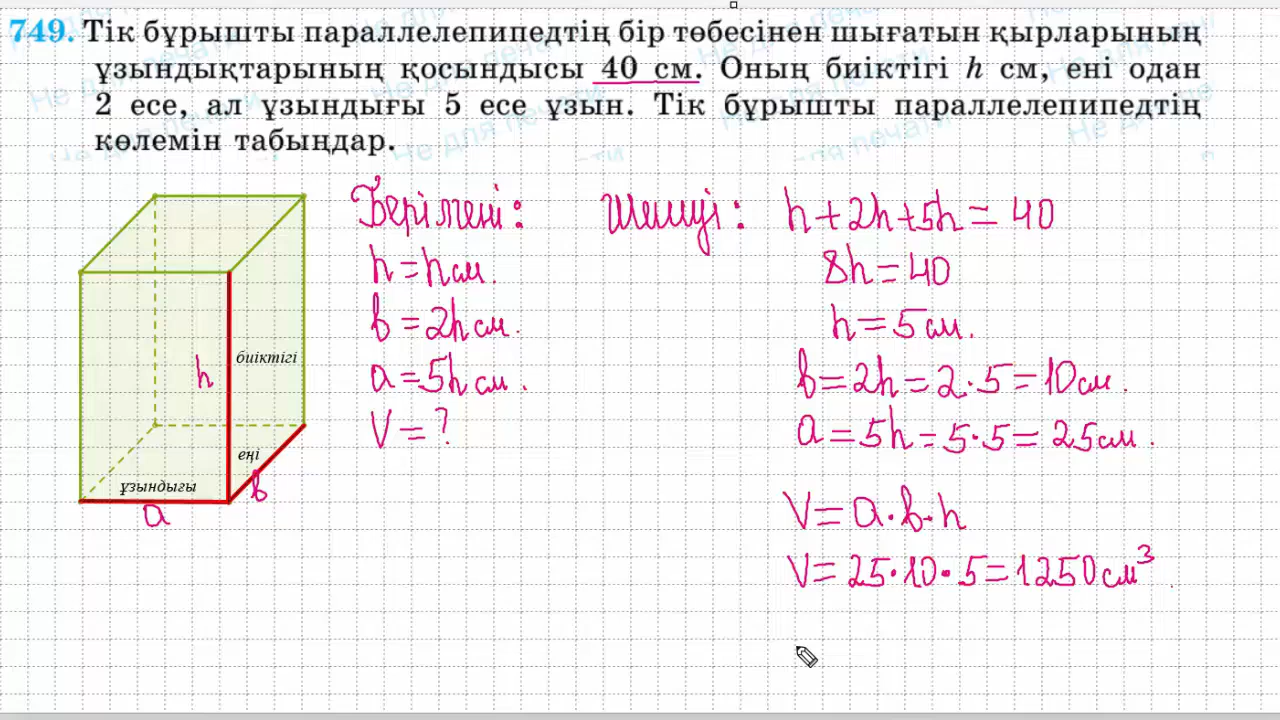 749. Тік бұрышты параллелепипедтің бір төбесінен шығатын қырларының
ұзындықтарының қосындысы 40 см. Оның биіктігі h см, ені одан
2 есе, ал ұзындығы 5 есе ұзын. Тік бұрышты параллелепипедтің
көлемін табыңдар.
Не для печати
Берілгені:
h = h см.
в = 2h см.
a = 5h см.
V = ?
Шешуі: h + 2h + 5h = 40
8h = 40
h = 5 см.
в = 2h = 2 · 5 = 10 см.
a = 5h = 5 · 5 = 25 см.
V = a · в · h
V = 25 · 10 · 5 = 1250 см³.
h
биіктігі
ені
в
ұзындығы
a